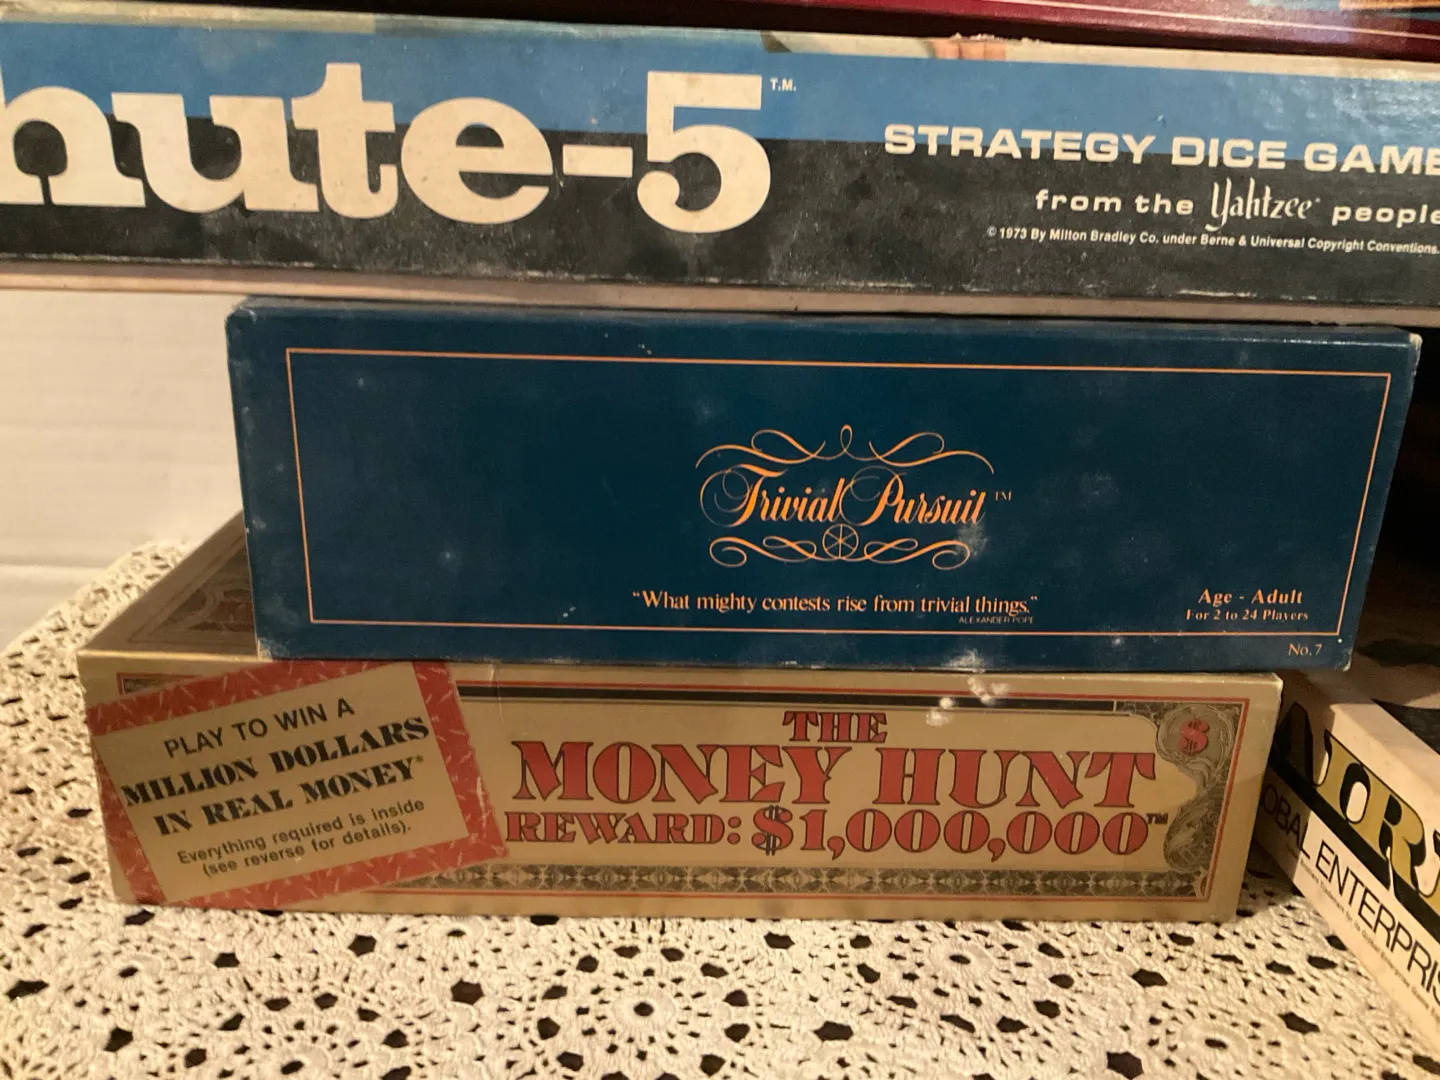 hute-5 T.M.
STRATEGY DICE GAME
from the Yahtzee® people
© 1973 By Milton Bradley Co. under Berne & Universal Copyright Conventions.
Trivial Pursuit ™
"What mighty contests rise from trivial things."
ALEXANDER POPE
Age - Adult
For 2 to 24 Players
No. 7
PLAY TO WIN A
MILLION DOLLARS
IN REAL MONEY*
Everything required is inside
(see reverse for details).
THE
MONEY HUNT
REWARD: $1,000,000™
$
OBAL ENTERPRIS